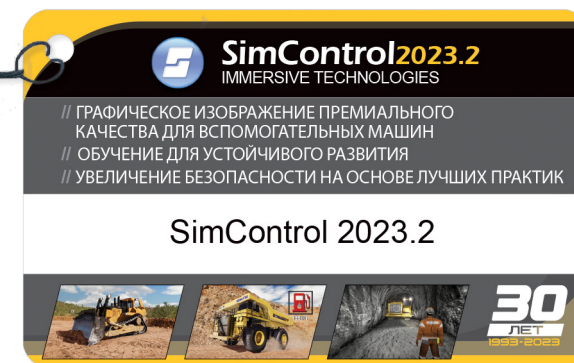 SimControl2023.2
IMMERSIVE TECHNOLOGIES
// ГРАФИЧЕСКОЕ ИЗОБРАЖЕНИЕ ПРЕМИАЛЬНОГО
КАЧЕСТВА ДЛЯ ВСПОМОГАТЕЛЬНЫХ МАШИН
// ОБУЧЕНИЕ ДЛЯ УСТОЙЧИВОГО РАЗВИТИЯ
// УВЕЛИЧЕНИЕ БЕЗОПАСНОСТИ НА ОСНОВЕ ЛУЧШИХ ПРАКТИК
SimControl 2023.2
30
ЛЕТ
1993-2023